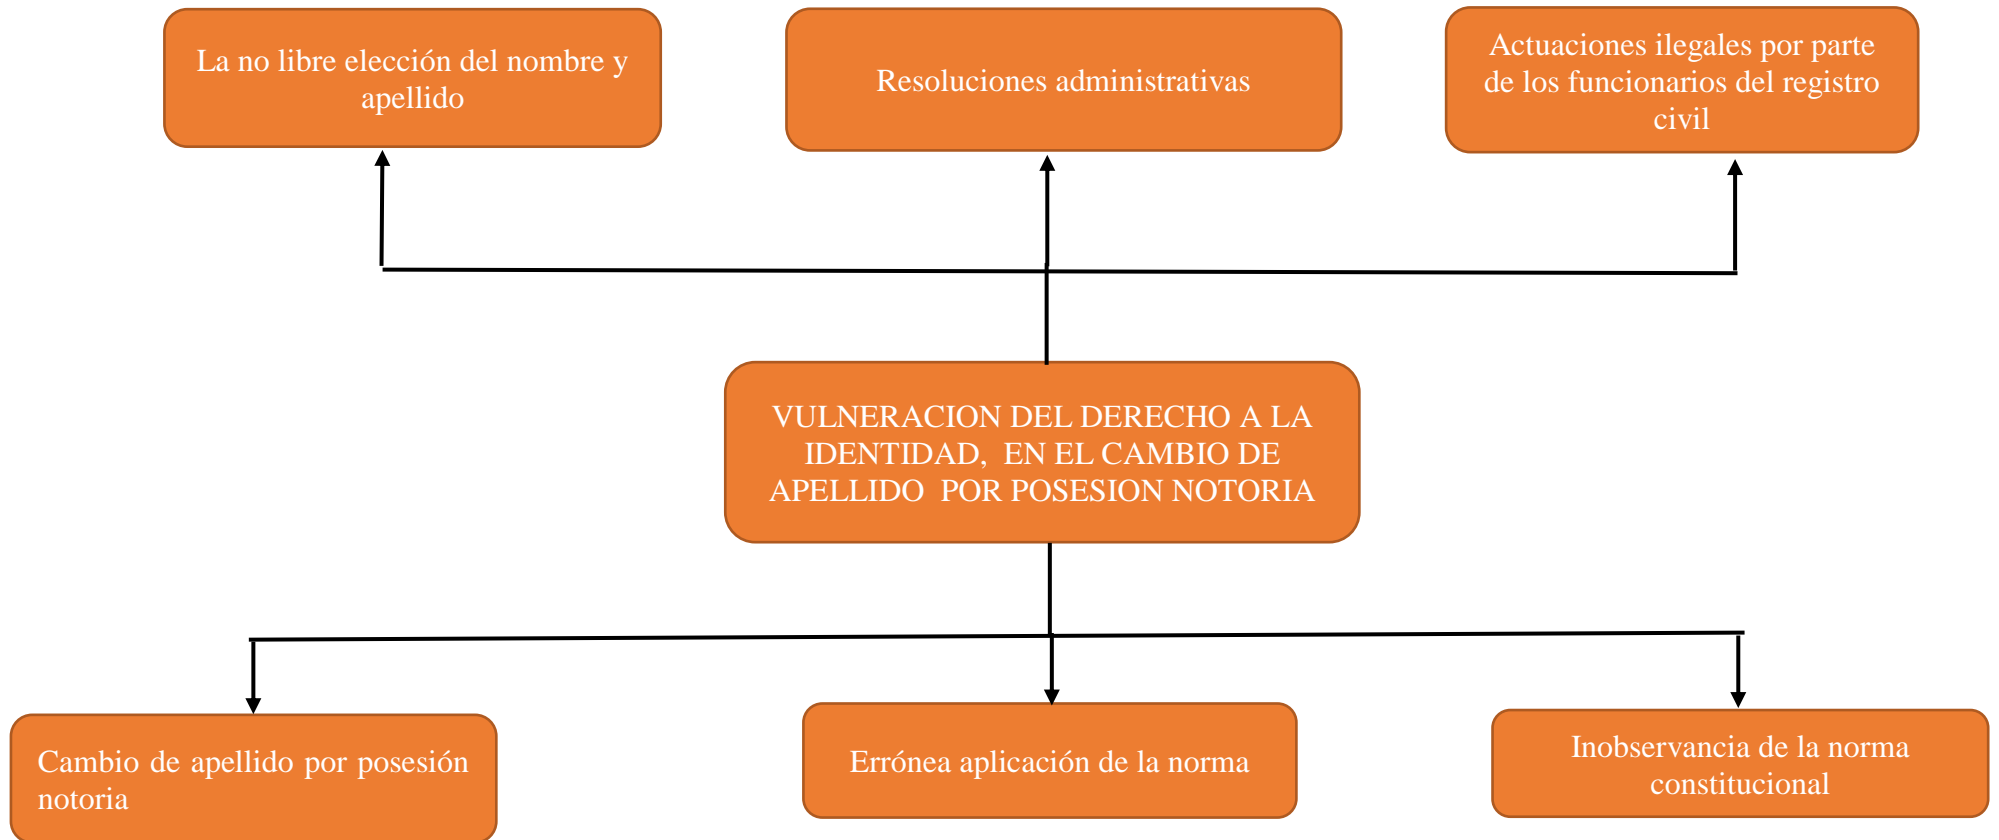 La no libre elección del nombre y
apellido
Resoluciones administrativas
Actuaciones ilegales por parte
de los funcionarios del registro
civil
VULNERACION DEL DERECHO A LA
IDENTIDAD,  EN EL CAMBIO DE
APELLIDO  POR POSESION NOTORIA
Cambio de apellido por posesión
notoria
Errónea aplicación de la norma
Inobservancia de la norma
constitucional